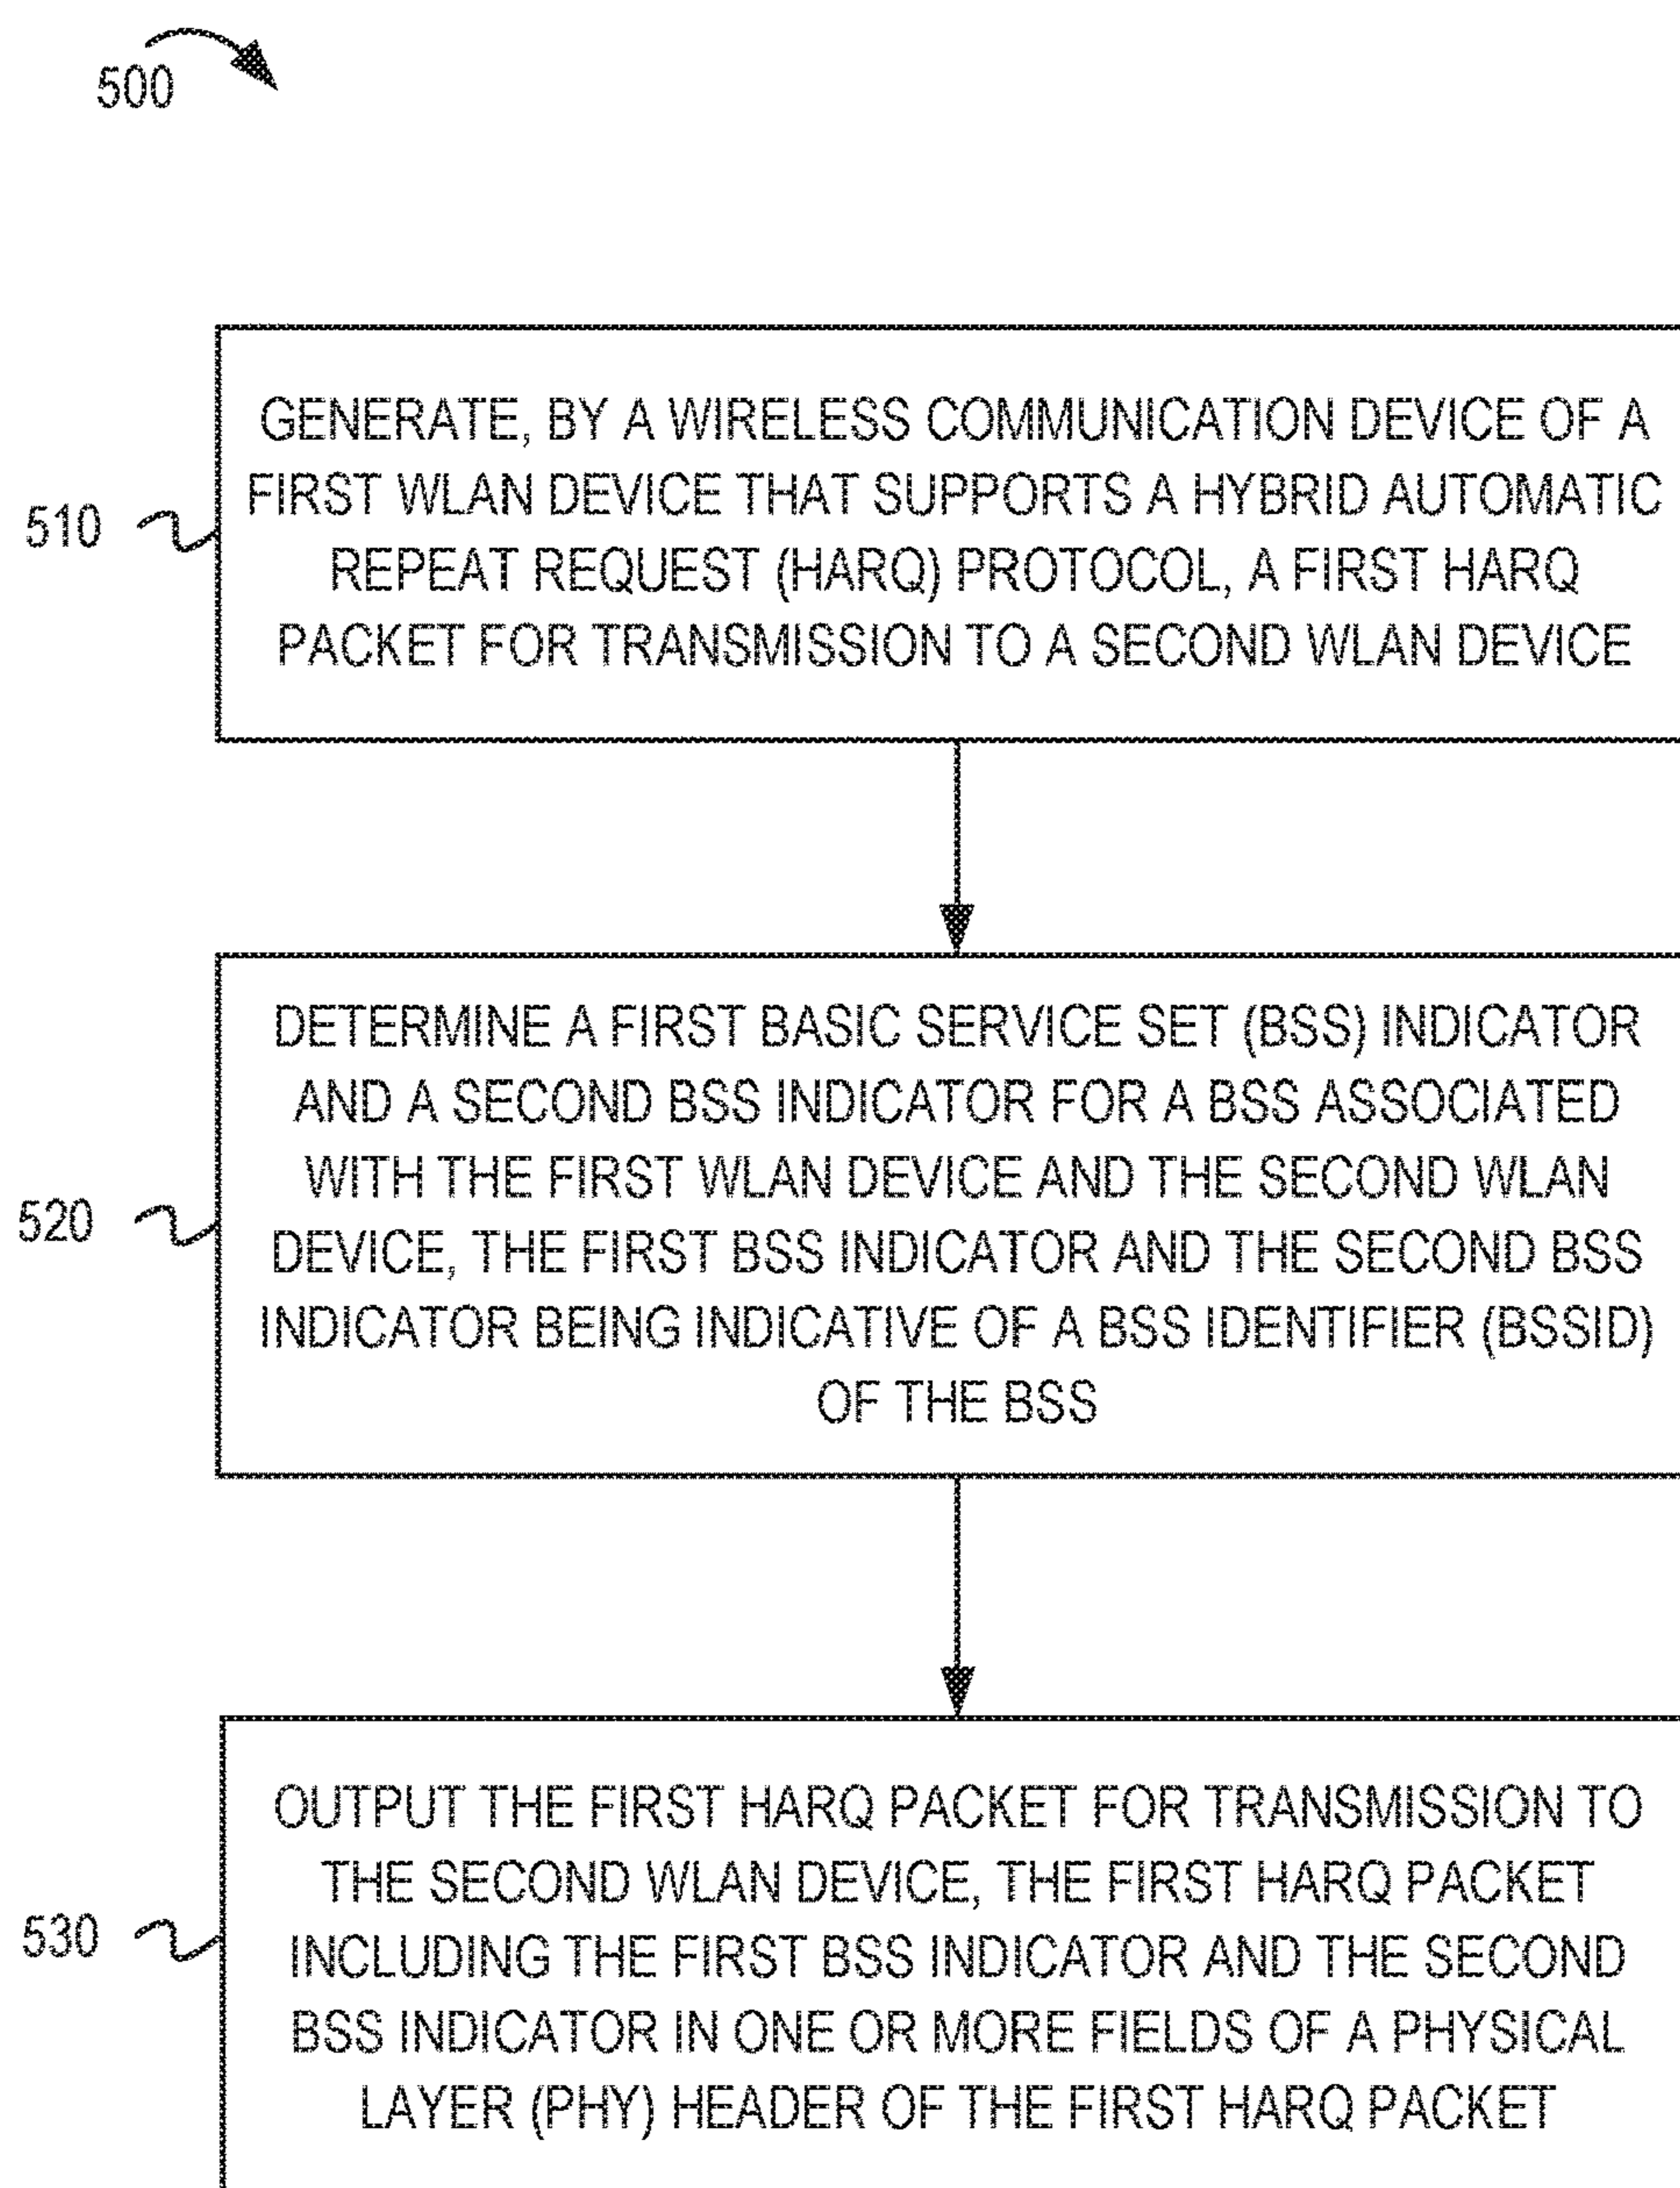 500
510
GENERATE, BY A WIRELESS COMMUNICATION DEVICE OF A
FIRST WLAN DEVICE THAT SUPPORTS A HYBRID AUTOMATIC
REPEAT REQUEST (HARQ) PROTOCOL, A FIRST HARQ
PACKET FOR TRANSMISSION TO A SECOND WLAN DEVICE
520
DETERMINE A FIRST BASIC SERVICE SET (BSS) INDICATOR
AND A SECOND BSS INDICATOR FOR A BSS ASSOCIATED
WITH THE FIRST WLAN DEVICE AND THE SECOND WLAN
DEVICE, THE FIRST BSS INDICATOR AND THE SECOND BSS
INDICATOR BEING INDICATIVE OF A BSS IDENTIFIER (BSSID)
OF THE BSS
530
OUTPUT THE FIRST HARQ PACKET FOR TRANSMISSION TO
THE SECOND WLAN DEVICE, THE FIRST HARQ PACKET
INCLUDING THE FIRST BSS INDICATOR AND THE SECOND
BSS INDICATOR IN ONE OR MORE FIELDS OF A PHYSICAL
LAYER (PHY) HEADER OF THE FIRST HARQ PACKET